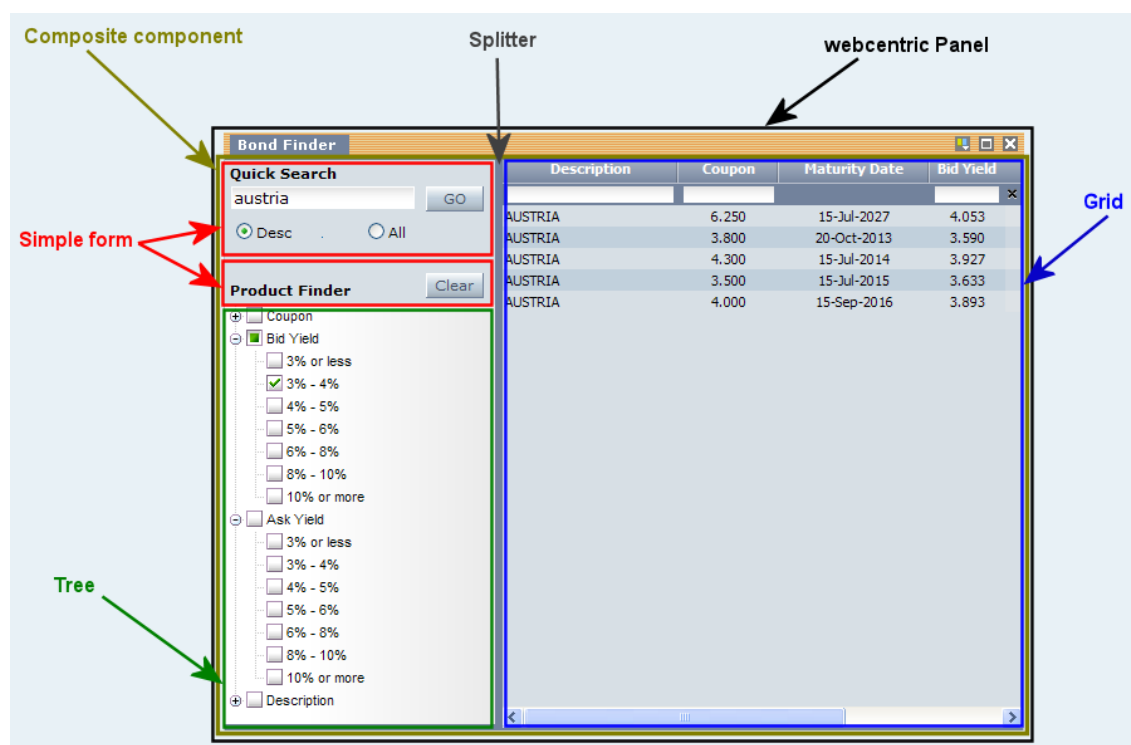 Composite component
Splitter
webcentric Panel
Bond Finder
Quick Search
austria GO
Desc . All
Simple form
Product Finder Clear
Coupon
Bid Yield
3% or less
3% - 4%
4% - 5%
5% - 6%
6% - 8%
8% - 10%
10% or more
Ask Yield
3% or less
3% - 4%
4% - 5%
5% - 6%
6% - 8%
8% - 10%
10% or more
Description
Tree
Description Coupon Maturity Date Bid Yield
AUSTRIA 6.250 15-Jul-2027 4.053
AUSTRIA 3.800 20-Oct-2013 3.590
AUSTRIA 4.300 15-Jul-2014 3.927
AUSTRIA 3.500 15-Jul-2015 3.633
AUSTRIA 4.000 15-Sep-2016 3.893
Grid